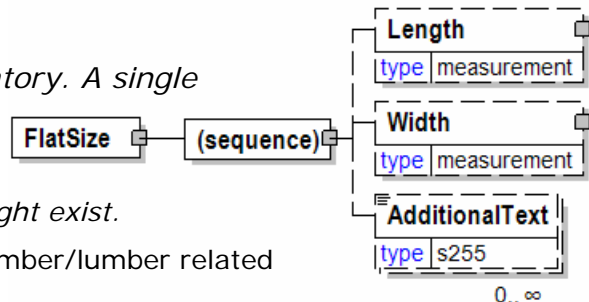 Length
type measurement
tory. A single
FlatSize
(sequence)
Width
type measurement
ght exist.
AdditionalText
mber/lumber related
type s255
0.. ∞